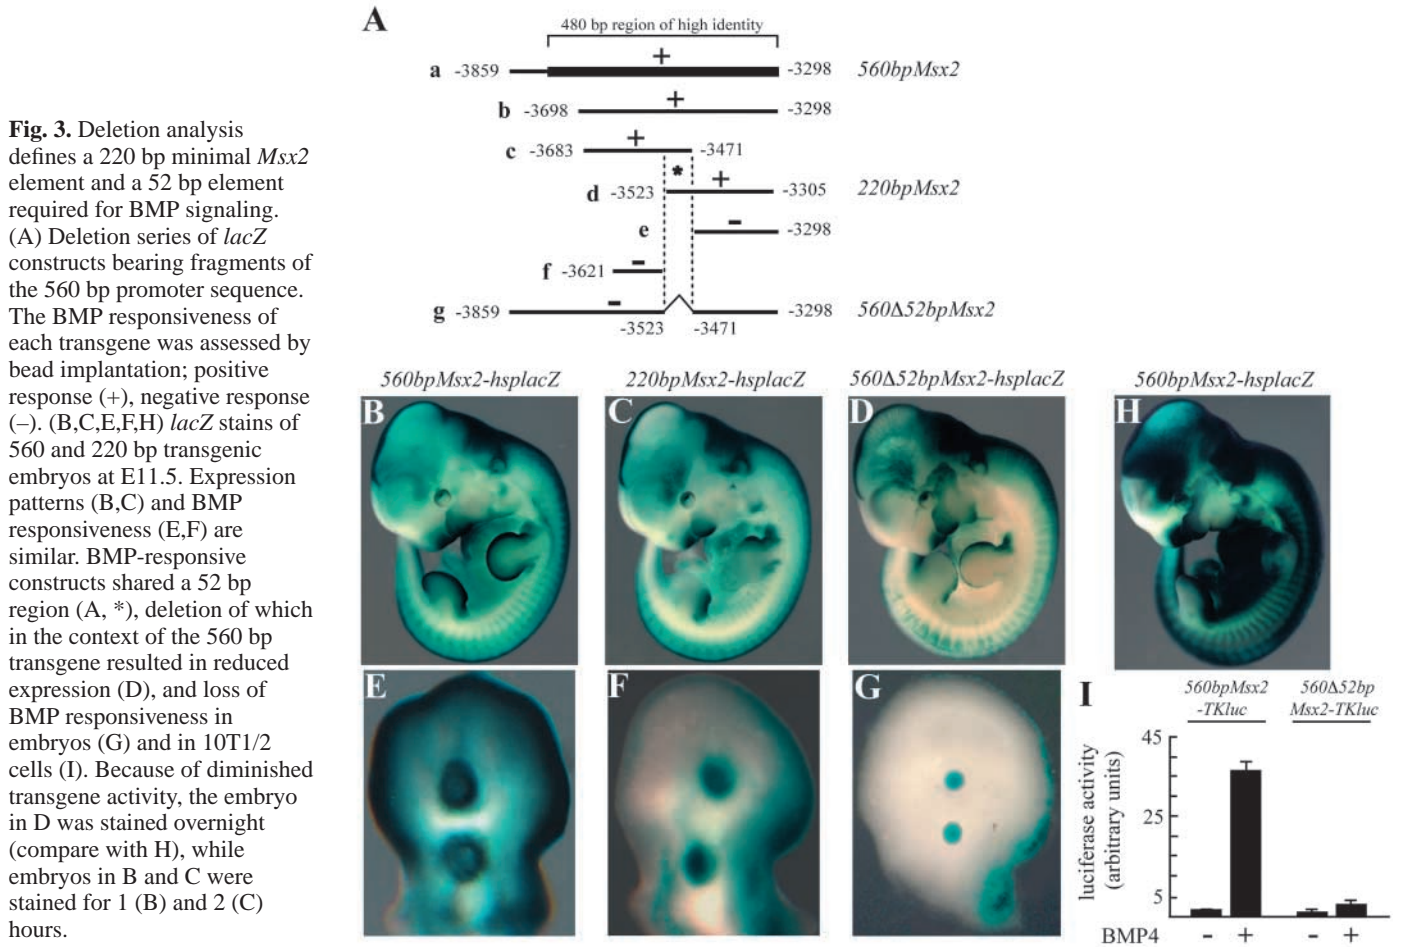 Fig. 3. Deletion analysis
defines a 220 bp minimal Msx2
element and a 52 bp element
required for BMP signaling.
(A) Deletion series of lacZ
constructs bearing fragments of
the 560 bp promoter sequence.
The BMP responsiveness of
each transgene was assessed by
bead implantation; positive
response (+), negative response
(–). (B,C,E,F,H) lacZ stains of
560 and 220 bp transgenic
embryos at E11.5. Expression
patterns (B,C) and BMP
responsiveness (E,F) are
similar. BMP-responsive
constructs shared a 52 bp
region (A, *), deletion of which
in the context of the 560 bp
transgene resulted in reduced
expression (D), and loss of
BMP responsiveness in
embryos (G) and in 10T1/2
cells (I). Because of diminished
transgene activity, the embryo
in D was stained overnight
(compare with H), while
embryos in B and C were
stained for 1 (B) and 2 (C)
hours.
A
480 bp region of high identity
+
a -3859 -3298 560bpMsx2
+
b -3698 -3298
+
c -3683 -3471
* +
d -3523 -3305 220bpMsx2
-
e -3298
-
f -3621
-
g -3859 -3298 560Δ52bpMsx2
-3523 -3471
560bpMsx2-hsplacZ 220bpMsx2-hsplacZ 560Δ52bpMsx2-hsplacZ 560bpMsx2-hsplacZ
B C D H
E F G I
560bpMsx2
-TKluc
560Δ52bp
Msx2-TKluc
luciferase activity
(arbitrary units)
45
25
5
BMP4 - + - +